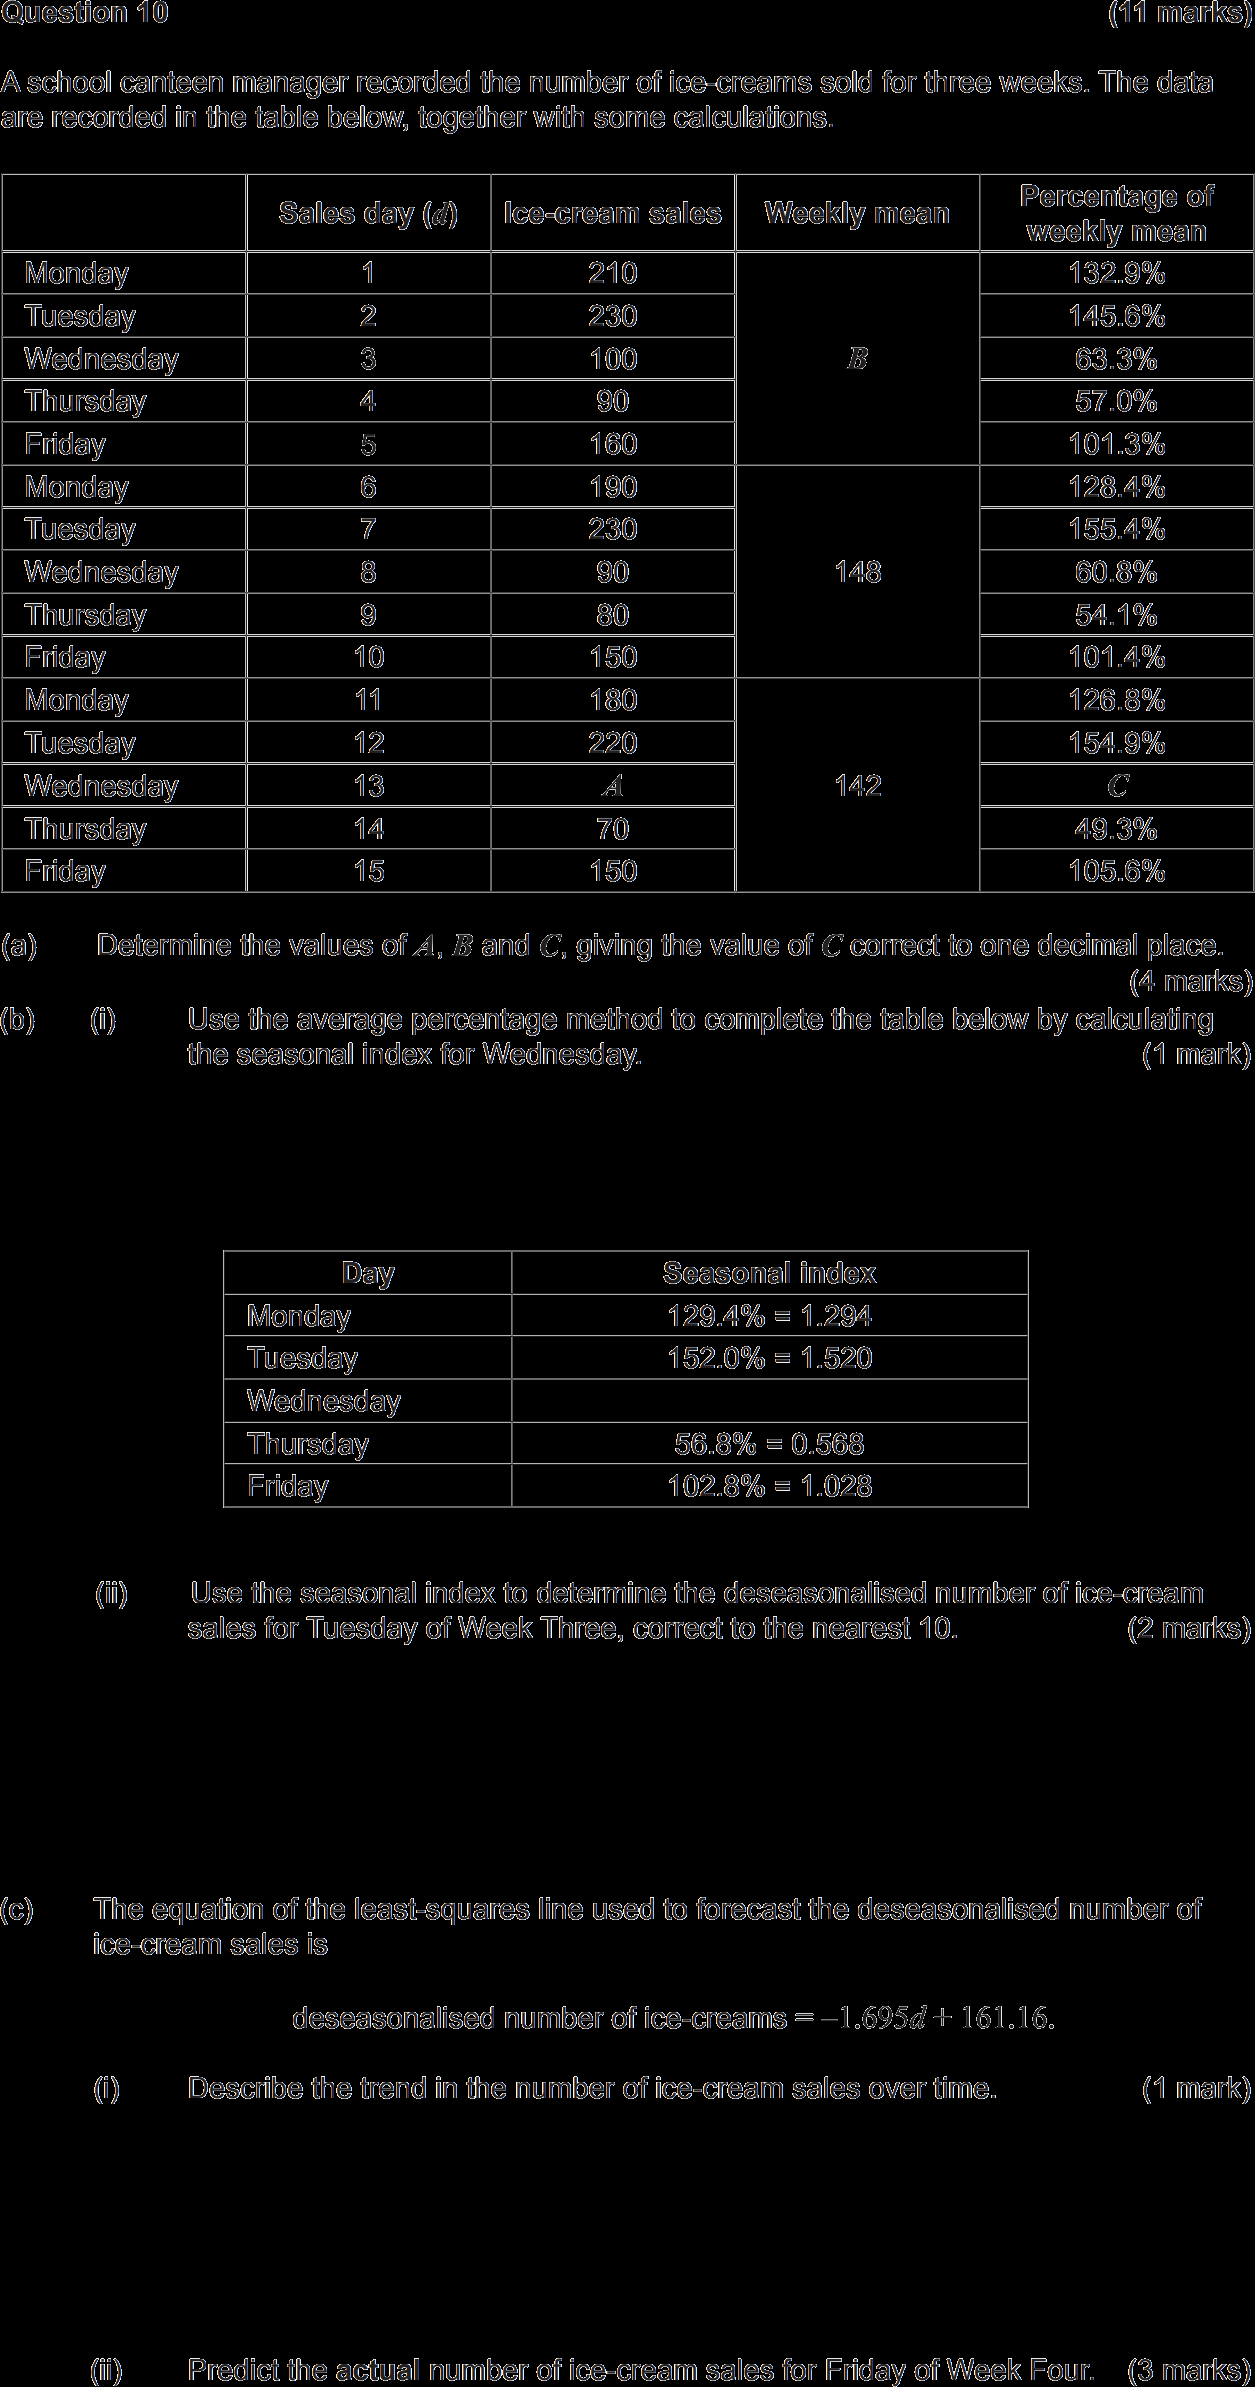 Question 10 (11 marks)
A school canteen manager recorded the number of ice-creams sold for three weeks. The data
are recorded in the table below, together with some calculations.
Sales day (d) Ice-cream sales Weekly mean Percentage of weekly mean
Monday 1 210 132.9%
Tuesday 2 230 145.6%
Wednesday 3 100 B 63.3%
Thursday 4 90 57.0%
Friday 5 160 101.3%
Monday 6 190 128.4%
Tuesday 7 230 155.4%
Wednesday 8 90 148 60.8%
Thursday 9 80 54.1%
Friday 10 150 101.4%
Monday 11 180 126.8%
Tuesday 12 220 154.9%
Wednesday 13 A 142 C
Thursday 14 70 49.3%
Friday 15 150 105.6%
(a) Determine the values of A, B and C, giving the value of C correct to one decimal place.
(4 marks)
(b) (i) Use the average percentage method to complete the table below by calculating
the seasonal index for Wednesday. (1 mark)
Day Seasonal index
Monday 129.4% = 1.294
Tuesday 152.0% = 1.520
Wednesday
Thursday 56.8% = 0.568
Friday 102.8% = 1.028
(ii) Use the seasonal index to determine the deseasonalised number of ice-cream
sales for Tuesday of Week Three, correct to the nearest 10. (2 marks)
(c) The equation of the least-squares line used to forecast the deseasonalised number of
ice-cream sales is
deseasonalised number of ice-creams = –1.695d + 161.16.
(i) Describe the trend in the number of ice-cream sales over time. (1 mark)
(ii) Predict the actual number of ice-cream sales for Friday of Week Four. (3 marks)